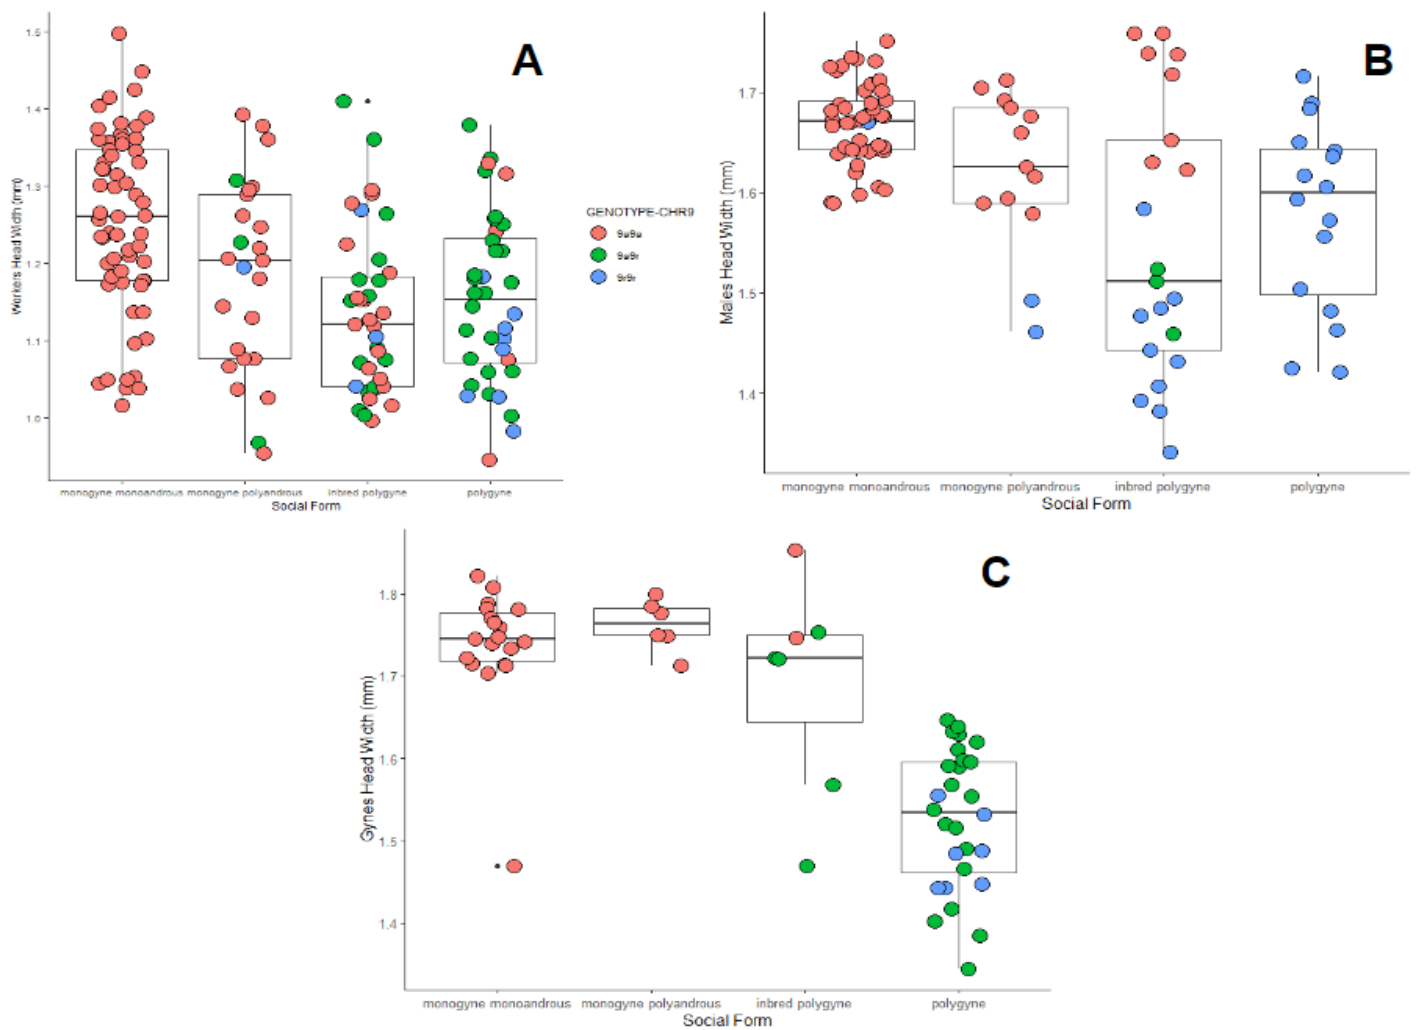 A
Workers Head Width (mm)
1.5
1.4
1.3
1.2
1.1
1.0
monogyne monoandrous
monogyne polyandrous
inbred polygyne
polygyne
Social Form
GENOTYPE-CHR9
9a9a
9a9r
9r9r
B
Males Head Width (mm)
1.7
1.6
1.5
1.4
monogyne monoandrous
monogyne polyandrous
inbred polygyne
polygyne
Social Form
C
Gynes Head Width (mm)
1.8
1.7
1.6
1.5
1.4
monogyne monoandrous
monogyne polyandrous
inbred polygyne
polygyne
Social Form